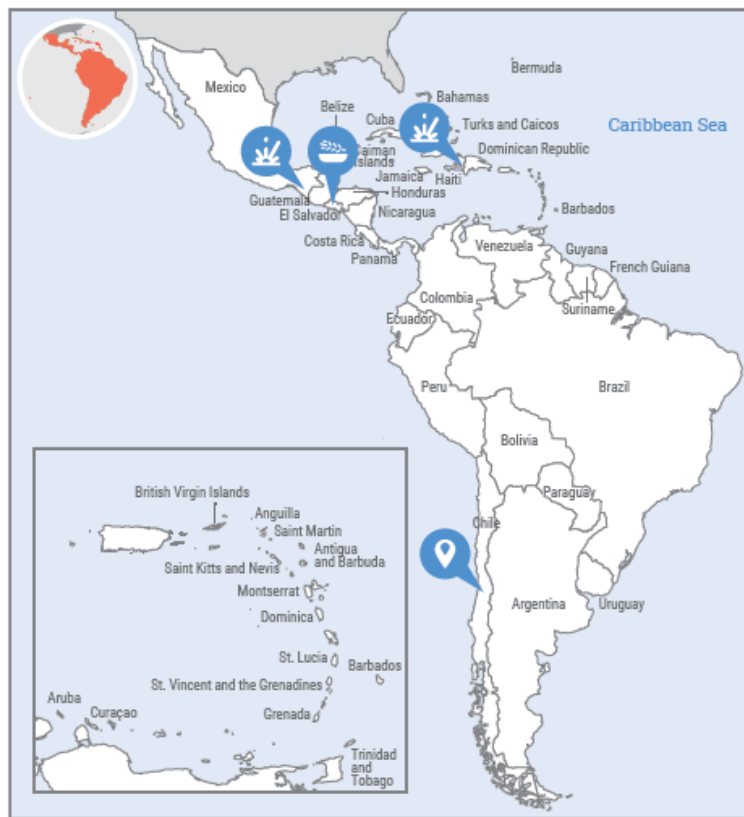 Bermuda
Mexico
Bahamas
Belize
Cuba
Turks and Caicos
Caribbean Sea
Caiman
Islands
Dominican Republic
Jamaica
Haiti
Honduras
Guatemala
El Salvador
Nicaragua
Barbados
Costa Rica
Panama
Venezuela
Guyana
French Guiana
Colombia
Suriname
Ecuador
Peru
Brazil
Bolivia
Paraguay
Chile
Argentina
Uruguay
British Virgin Islands
Anguilla
Saint Martin
Antigua
and Barbuda
Saint Kitts and Nevis
Montserrat
Dominica
St. Lucia
Barbados
St. Vincent and the Grenadines
Aruba
Curaçao
Grenada
Trinidad
and
Tobago